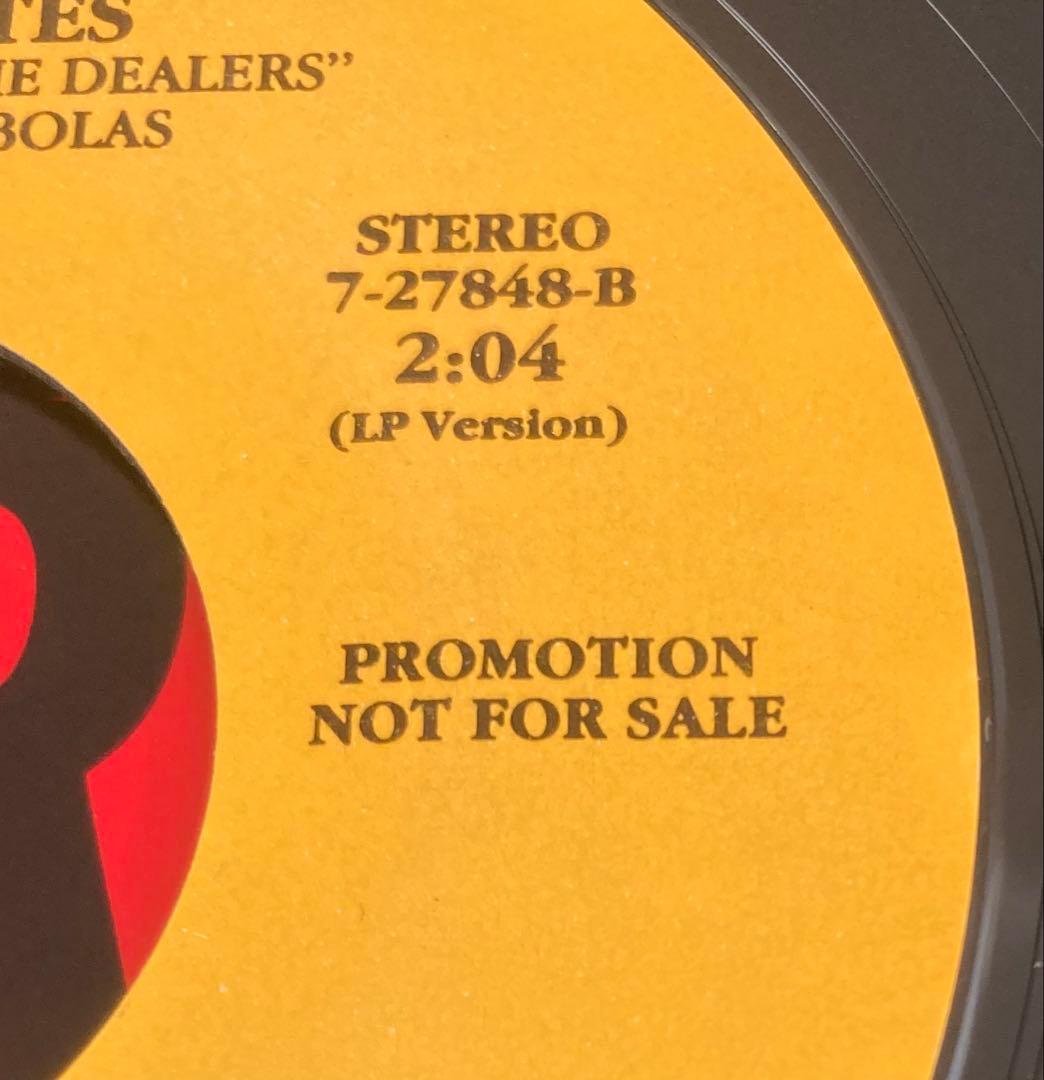 TES
IE DEALERS”
BOLAS
STEREO
7-27848-B
2:04
(LP Version)
PROMOTION
NOT FOR SALE